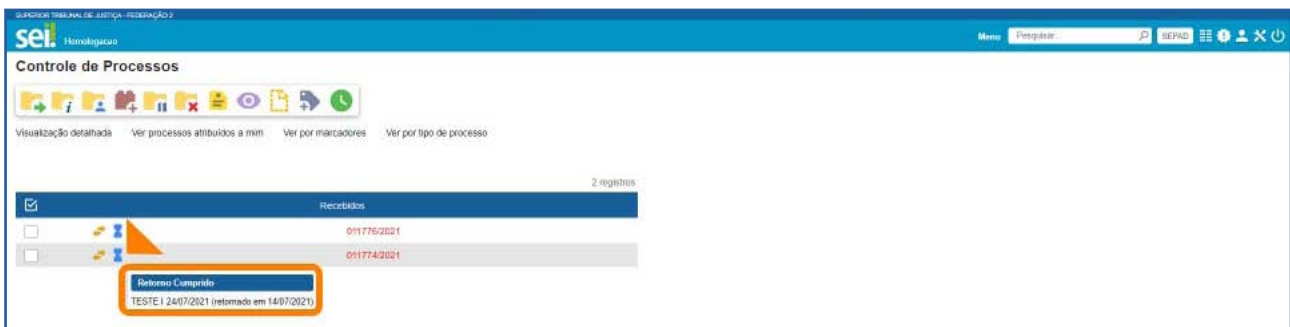 SUPERIOR TRIBUNAL DE JUSTIÇA - FEDERAÇÃO 2
sei. Homologacao
Menu Pesquisar... SEPAD
Controle de Processos
Visualização detalhada Ver processos atribuídos a mim Ver por marcadores Ver por tipo de processo
2 registros:
Recebidos
011776/2021
011774/2021
Retorno Cumprido
TESTE I 24/07/2021 (retornado em 14/07/2021)